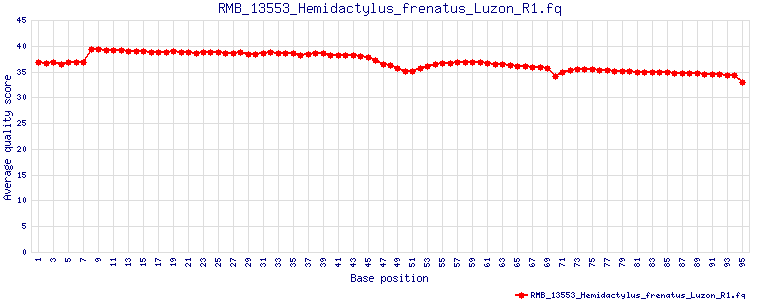 RMB_13553_Hemidactylus_frenatus_Luzon_R1.fq
45
40
35
30
25
20
15
10
5
0
Average quality score
1 3 5 7 9 11 13 15 17 19 21 23 25 27 29 31 33 35 37 39 41 43 45 47 49 51 53 55 57 59 61 63 65 67 69 71 73 75 77 79 81 83 85 87 89 91 93 95
Base position
RMB_13553_Hemidactylus_frenatus_Luzon_R1.fq